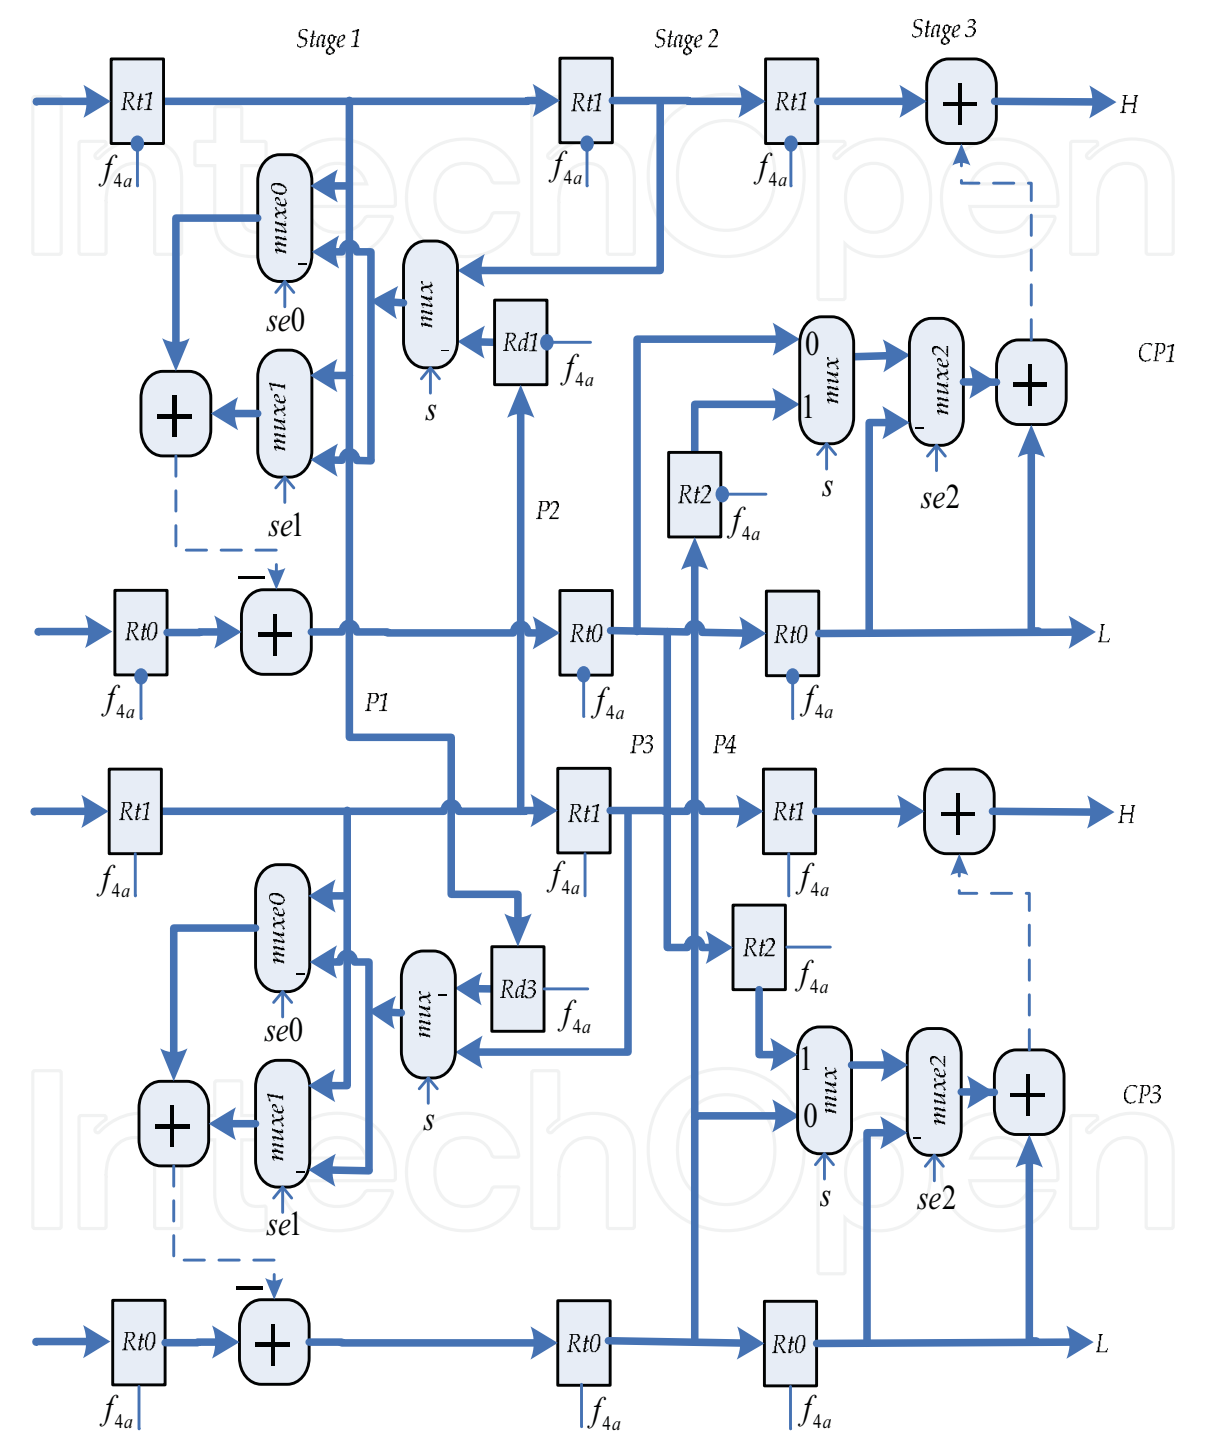 Stage 1
Stage 2
Stage 3
Rt1
Rt1
Rt1
+
H
f4a
f4a
f4a
muxe0
-
se0
mux
-
s
Rd1
f4a
0
1
mux
s
muxe2
-
se2
+
CP1
+
muxe1
se1
Rt2
f4a
P2
−
Rt0
+
Rt0
Rt0
L
f4a
f4a
f4a
P1
P3
P4
Rt1
Rt1
Rt1
+
H
f4a
f4a
f4a
muxe0
-
se0
mux
-
s
Rd3
f4a
Rt2
f4a
1
0
mux
s
muxe2
-
se2
+
CP3
+
muxe1
-
se1
−
Rt0
+
Rt0
Rt0
L
f4a
f4a
f4a
IntechOpen
IntechOpen